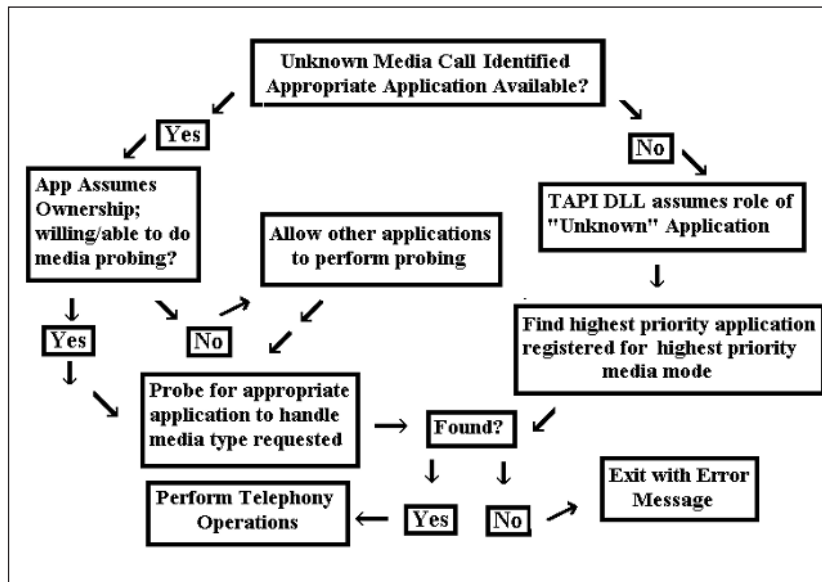 Unknown Media Call Identified
Appropriate Application Available?
Yes
No
App Assumes
Ownership;
willing/able to do
media probing?
Allow other applications
to perform probing
TAPI DLL assumes role of
"Unknown" Application
Yes
No
Find highest priority application
registered for highest priority
media mode
Probe for appropriate
application to handle
media type requested
Found?
Perform Telephony
Operations
Yes
No
Exit with Error
Message